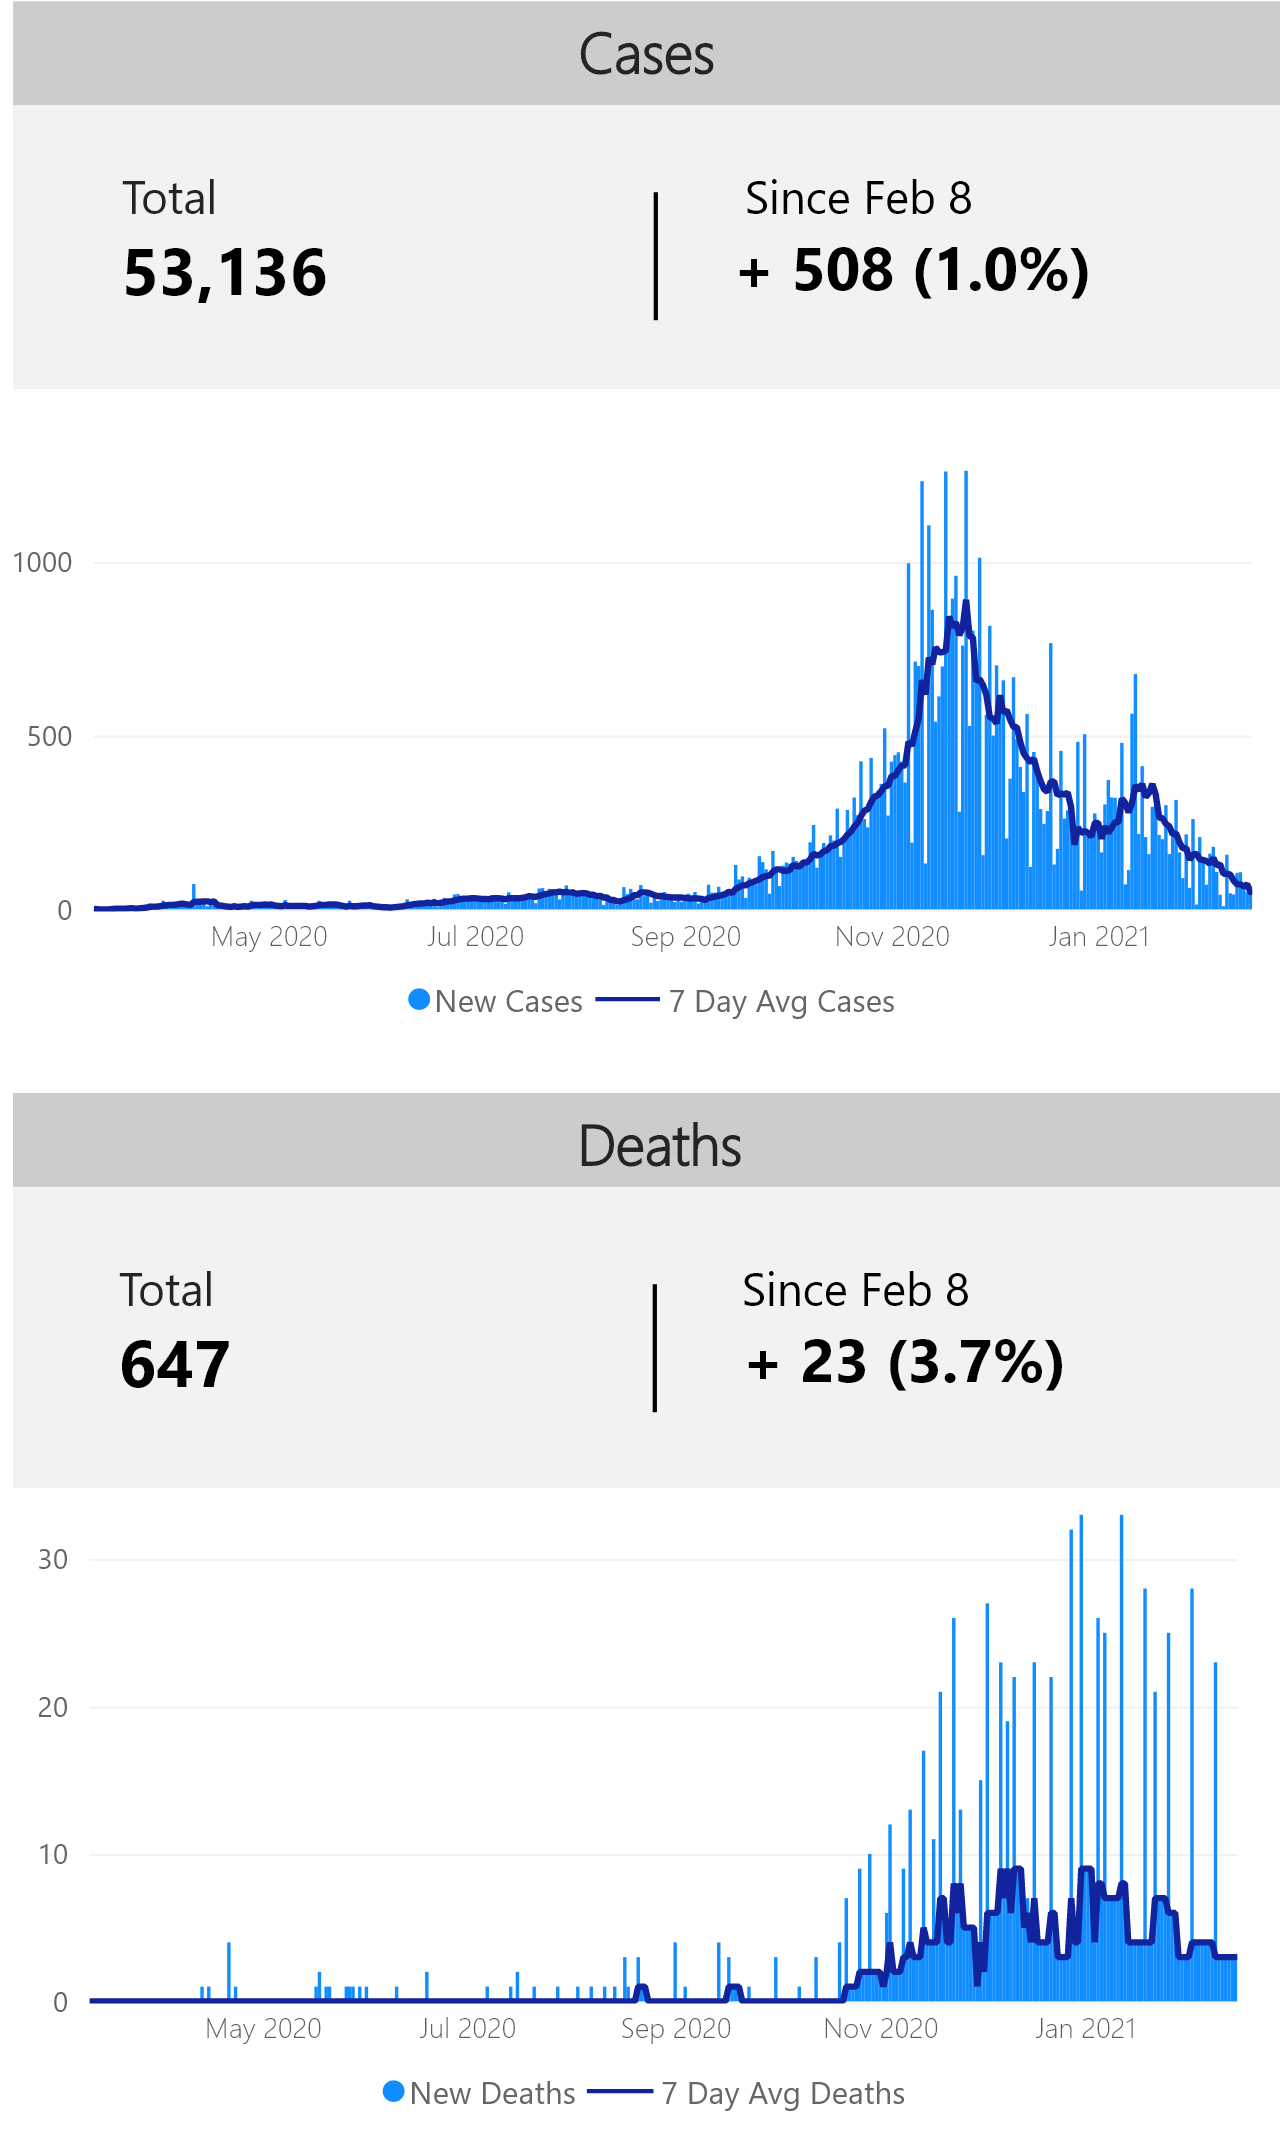 Cases
Total
Since Feb 8
53,136
+ 508 (1.0%)
1000
500
0
May 2020
Jul 2020
Sep 2020
Nov 2020
Jan 2021
New Cases
7 Day Avg Cases
Deaths
Total
Since Feb 8
647
+ 23 (3.7%)
30
20
10
0
May 2020
Jul 2020
Sep 2020
Nov 2020
Jan 2021
New Deaths
7 Day Avg Deaths